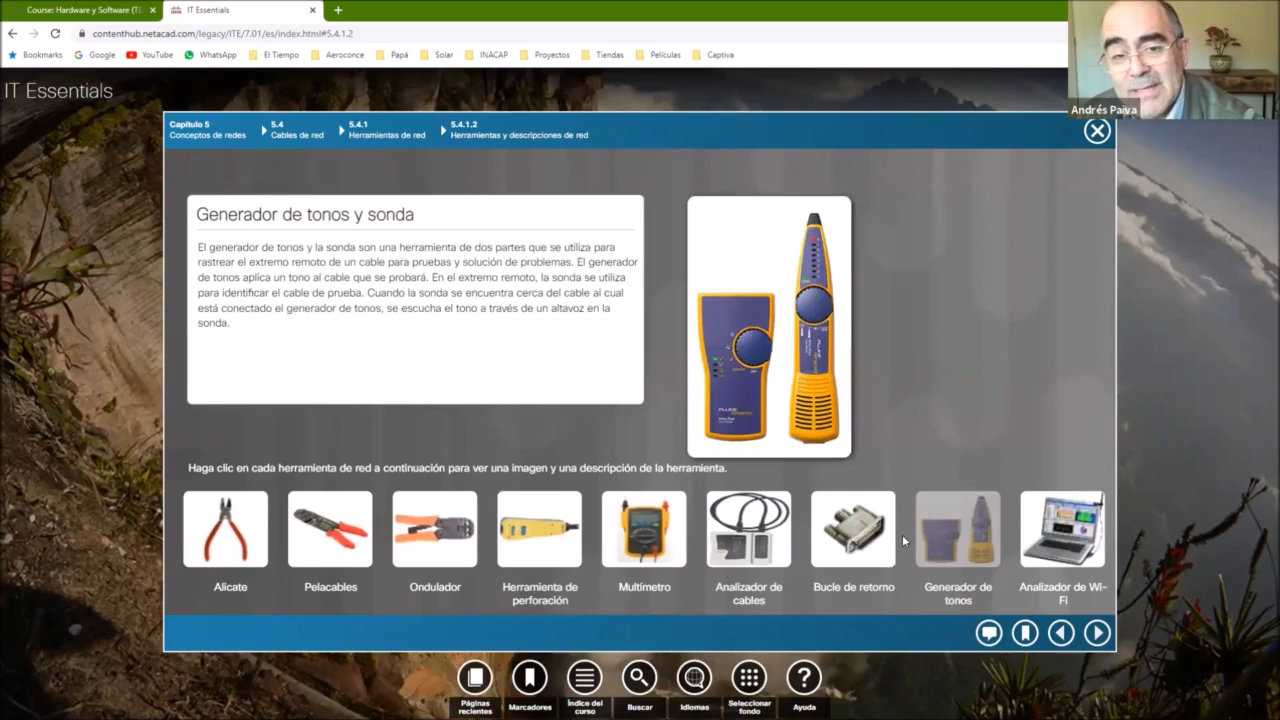 Course: Hardware y Software (T
IT Essentials
contenthub.netacad.com/legacy/ITE/7.01/es/index.html#5.4.1.2
Bookmarks
Google
YouTube
WhatsApp
El Tiempo
Aeroconce
Papá
Solar
INACAP
Proyectos
Tiendas
Películas
Captiva
IT Essentials
Andrés Paiva
Capítulo 5
Conceptos de redes
5.4
Cables de red
5.4.1
Herramientas de red
5.4.1.2
Herramientas y descripciones de red
Generador de tonos y sonda
El generador de tonos y la sonda son una herramienta de dos partes que se utiliza para
rastrear el extremo remoto de un cable para pruebas y solución de problemas. El generador
de tonos aplica un tono al cable que se probará. En el extremo remoto, la sonda se utiliza
para identificar el cable de prueba. Cuando la sonda se encuentra cerca del cable al cual
está conectado el generador de tonos, se escucha el tono a través de un altavoz en la
sonda.
FLUKE
FLUKE
Haga clic en cada herramienta de red a continuación para ver una imagen y una descripción de la herramienta.
Alicate
Pelacables
Ondulador
Herramienta de
perforación
Multímetro
Analizador de
cables
Bucle de retorno
Generador de
tonos
Analizador de Wi-
Fi
Páginas
recientes
Marcadores
Índice del
curso
Buscar
Idiomas
Seleccionar
fondo
?
Ayuda